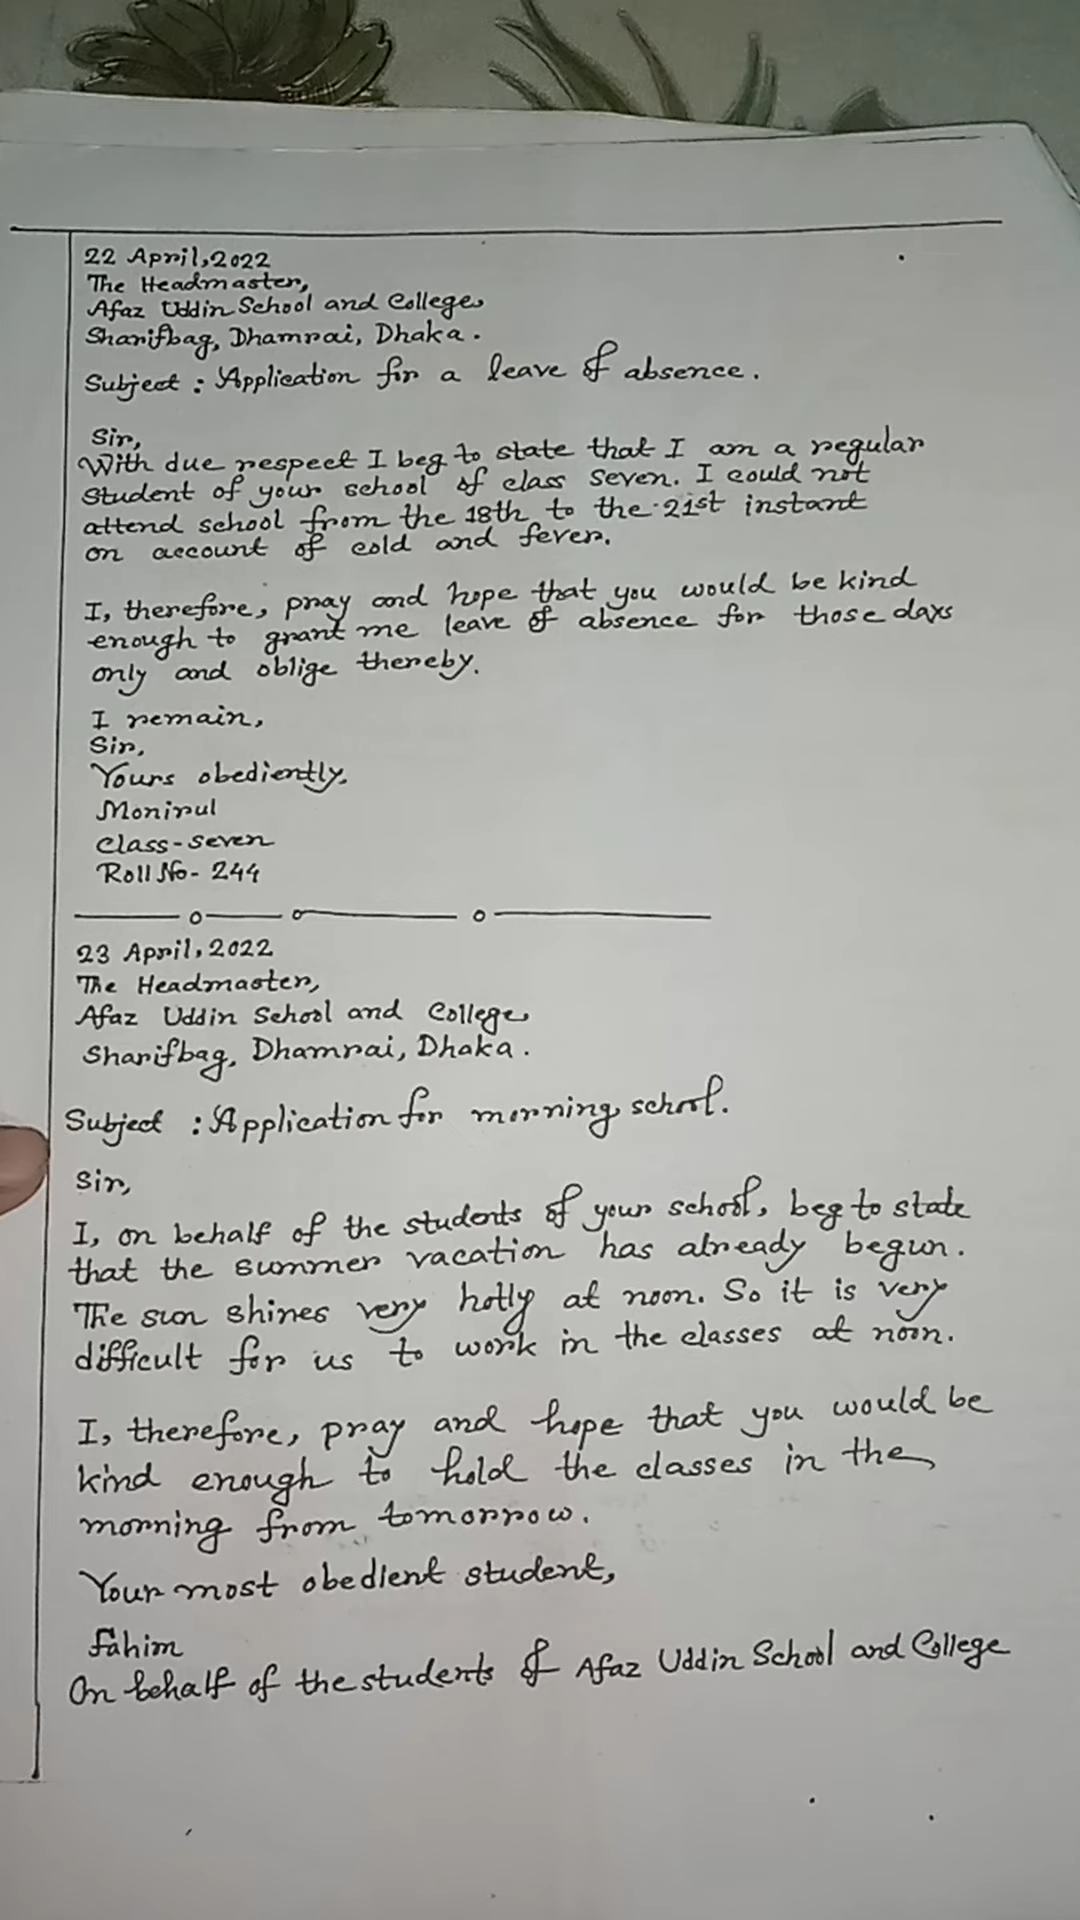 22 April, 2022
The Headmaster,
Afaz Uddin School and College,
Sharifbag, Dhamrai, Dhaka.
Subject : Application for a leave of absence.
Sir,
With due respect I beg to state that I am a regular
student of your school of class seven. I could not
attend school from the 18th to the 21st instant
on account of cold and fever.
I, therefore, pray and hope that you would be kind
enough to grant me leave of absence for those days
only and oblige thereby.
I remain,
Sir,
Yours obediently,
Monirul
Class-seven
Roll No- 244
23 April, 2022
The Headmaster,
Afaz Uddin School and College,
Sharifbag, Dhamrai, Dhaka.
Subject : Application for morning school.
Sir,
I, on behalf of the students of your school, beg to state
that the summer vacation has already begun.
The sun shines very hotly at noon. So it is very
difficult for us to work in the classes at noon.
I, therefore, pray and hope that you would be
kind enough to hold the classes in the
morning from tomorrow.
Your most obedient student,
Fahim
On behalf of the students of Afaz Uddin School and College